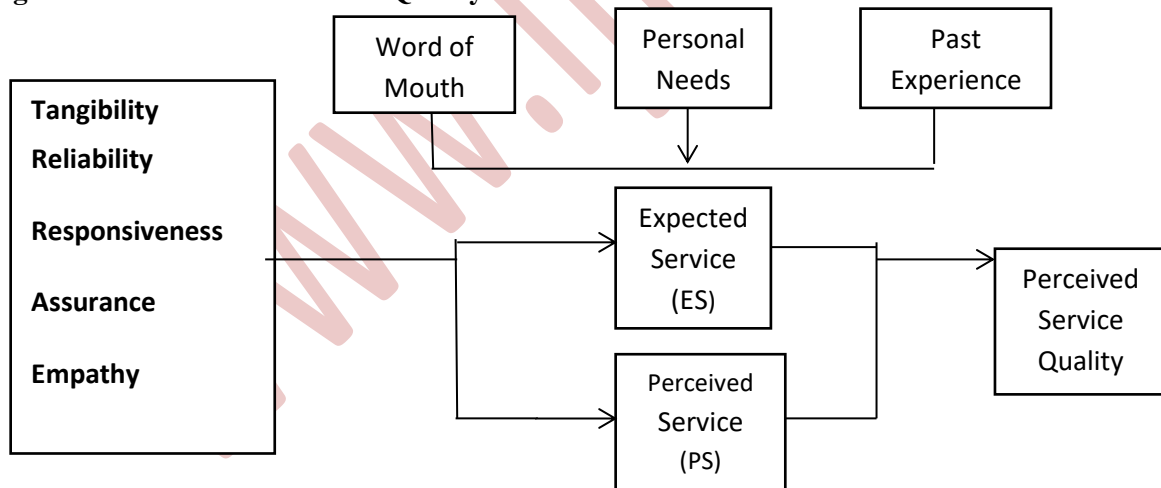 Word of
Mouth
Personal
Needs
Past
Experience
Tangibility
Reliability
Responsiveness
Assurance
Empathy
Expected
Service
(ES)
Perceived
Service
(PS)
Perceived
Service
Quality